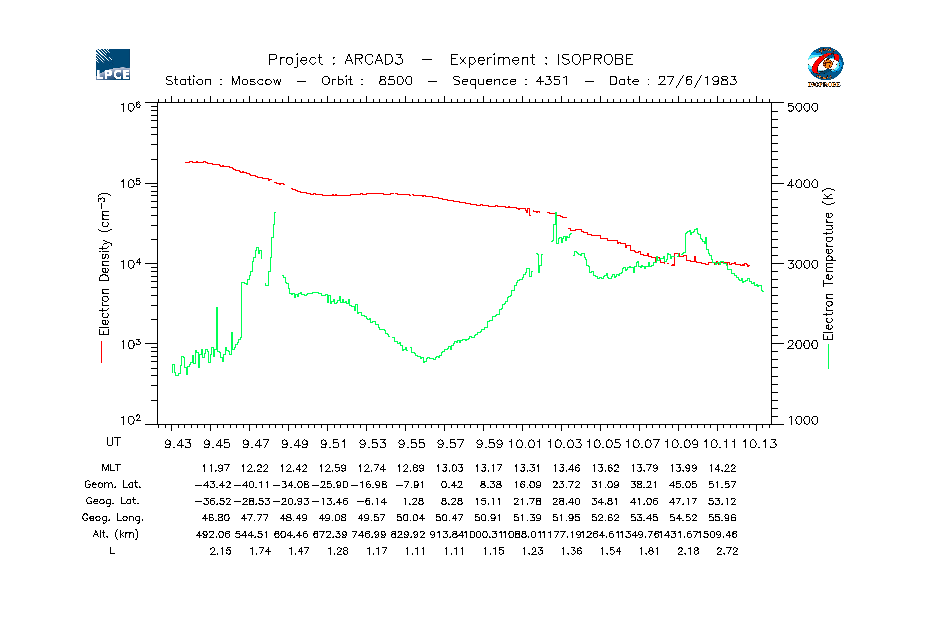 LPCE
Project : ARCAD3 — Experiment : ISOPROBE
ISOPROBE
Station : Moscow — Orbit : 8500 — Sequence : 4351 — Date : 27/6/1983
10^6 5000
10^5 4000
10^4 3000
10^3 2000
10^2 1000
Electron Density (cm^-3)
Electron Temperature (K)
UT 9.43 9.45 9.47 9.49 9.51 9.53 9.55 9.57 9.59 10.01 10.03 10.05 10.07 10.09 10.11 10.13
MLT 11.97 12.22 12.42 12.59 12.74 12.89 13.03 13.17 13.31 13.46 13.62 13.79 13.99 14.22
Geom. Lat. −43.42 −40.11 −34.08 −25.90 −16.98 −7.91 0.42 8.38 16.09 23.72 31.09 38.21 45.05 51.57
Geog. Lat. −36.52 −28.53 −20.93 −13.46 −6.14 1.28 8.28 15.11 21.78 28.40 34.81 41.06 47.17 53.12
Geog. Long. 46.80 47.77 48.49 49.08 49.57 50.04 50.47 50.91 51.39 51.95 52.62 53.45 54.52 55.96
Alt. (km) 492.06 544.51 604.46 672.39 746.99 829.92 913.84 1000.31 1088.01 1177.19 1264.61 1349.76 1431.67 1509.46
L 2.15 1.74 1.47 1.28 1.17 1.11 1.11 1.15 1.23 1.36 1.54 1.81 2.18 2.72